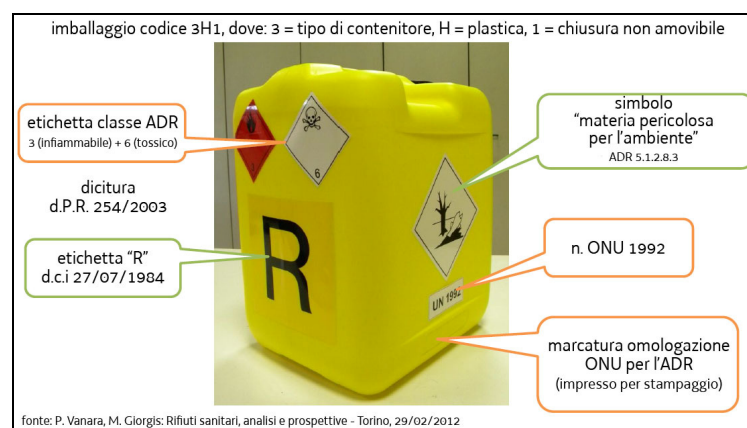 imballaggio codice 3H1, dove: 3 = tipo di contenitore, H = plastica, 1 = chiusura non amovibile
etichetta classe ADR
3 (infiammabile) + 6 (tossico)
dicitura
d.P.R. 254/2003
etichetta "R"
d.c.i 27/07/1984
6
R
UN 1992
simbolo
"materia pericolosa
per l'ambiente"
ADR 5.1.2.8.3
n. ONU 1992
marcatura omologazione
ONU per l'ADR
(impresso per stampaggio)
fonte: P. Vanara, M. Giorgis: Rifiuti sanitari, analisi e prospettive - Torino, 29/02/2012